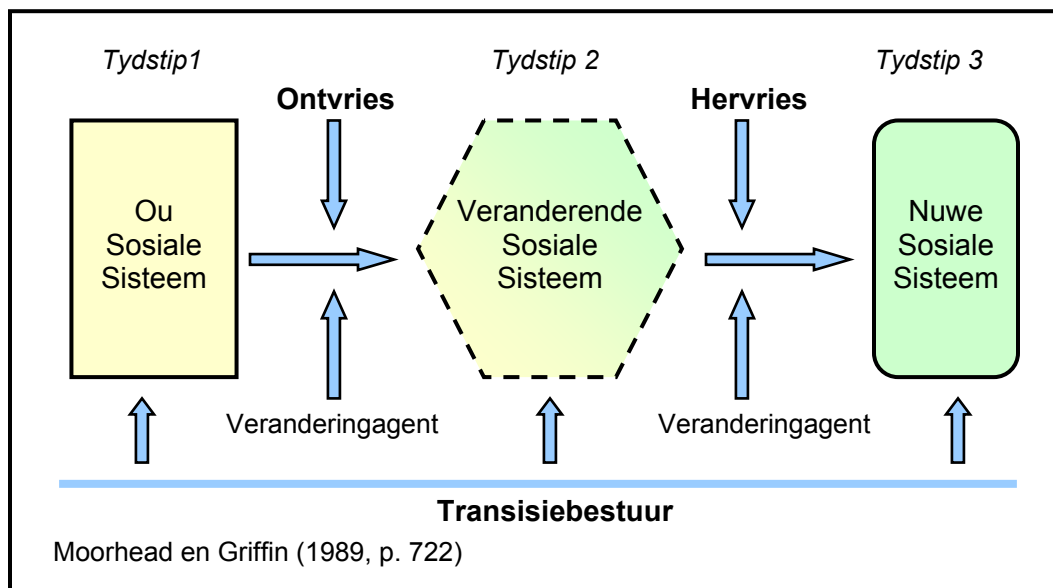 Tydstip1
Tydstip 2
Tydstip 3
Ontvries
Hervries
Ou
Sosiale
Sisteem
Veranderende
Sosiale
Sisteem
Nuwe
Sosiale
Sisteem
Veranderingagent
Veranderingagent
Transisiebestuur
Moorhead en Griffin (1989, p. 722)